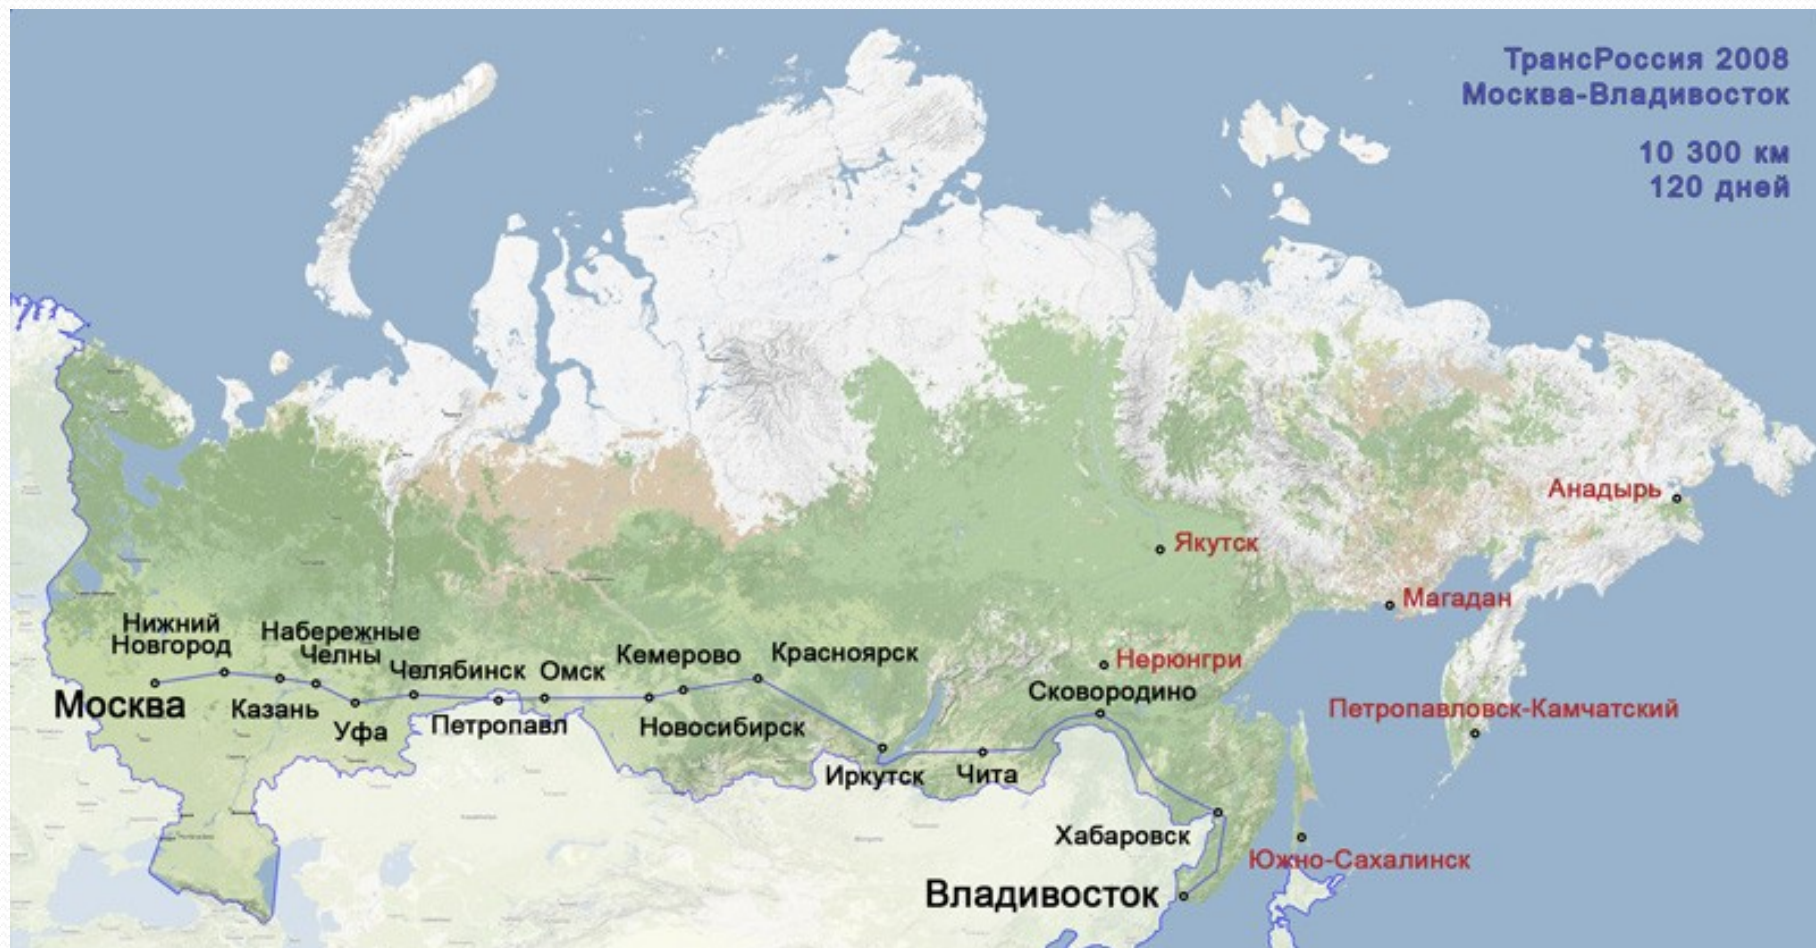 ТрансРоссия 2008
Москва-Владивосток
10 300 км
120 дней
Анадырь
Якутск
Магадан
Нижний
Новгород
Набережные
Челны
Челябинск
Омск
Кемерово
Красноярск
Нерюнгри
Сковородино
Москва
Казань
Уфа
Петропавл
Новосибирск
Петропавловск-Камчатский
Иркутск
Чита
Хабаровск
Южно-Сахалинск
Владивосток